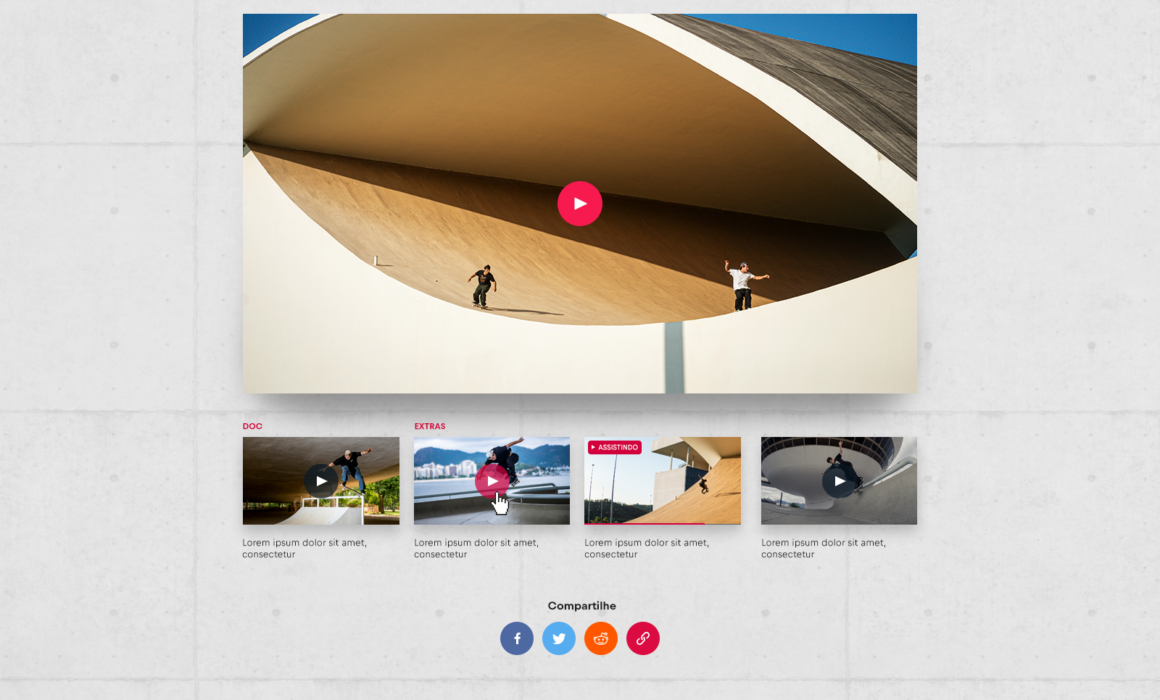 DOC
EXTRAS
ASSISTINDO
Lorem ipsum dolor sit amet,
consectetur
Lorem ipsum dolor sit amet,
consectetur
Lorem ipsum dolor sit amet,
consectetur
Lorem ipsum dolor sit amet,
consectetur
Compartilhe